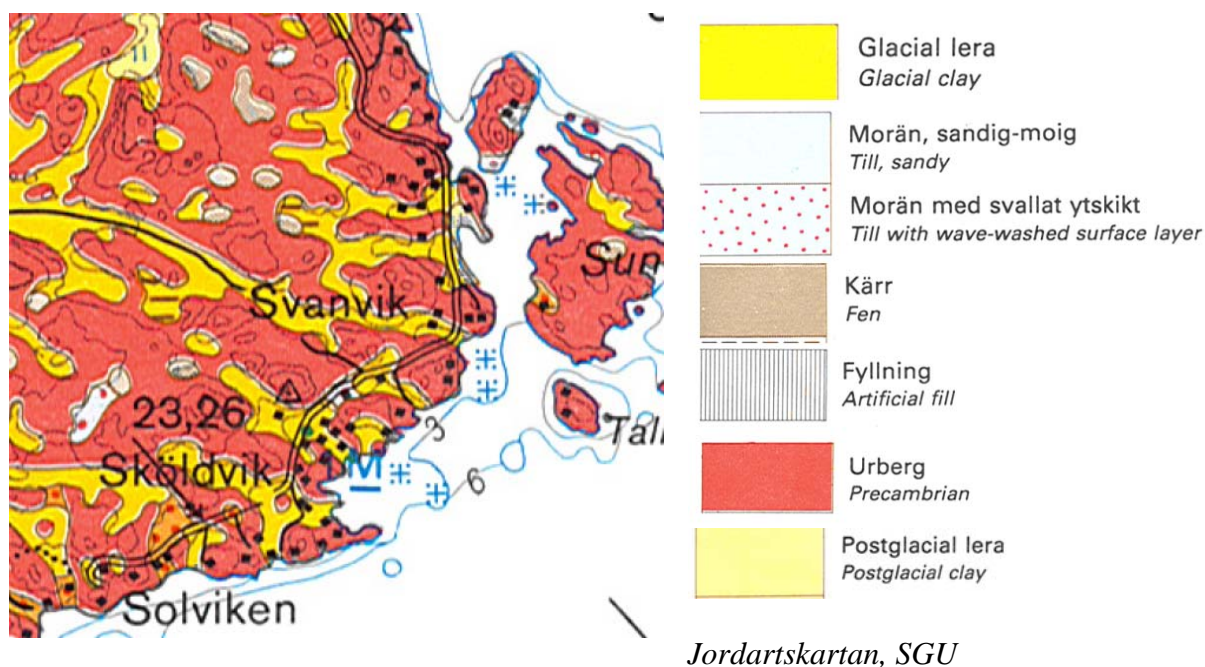 Svanvik
Sun
23,26
Tall
3
Sköldvik
M
6
Solviken
Glacial lera
Glacial clay
Morän, sandig-moig
Till, sandy
Morän med svallat ytskikt
Till with wave-washed surface layer
Kärr
Fen
Fyllning
Artificial fill
Urberg
Precambrian
Postglacial lera
Postglacial clay
Jordartskartan, SGU